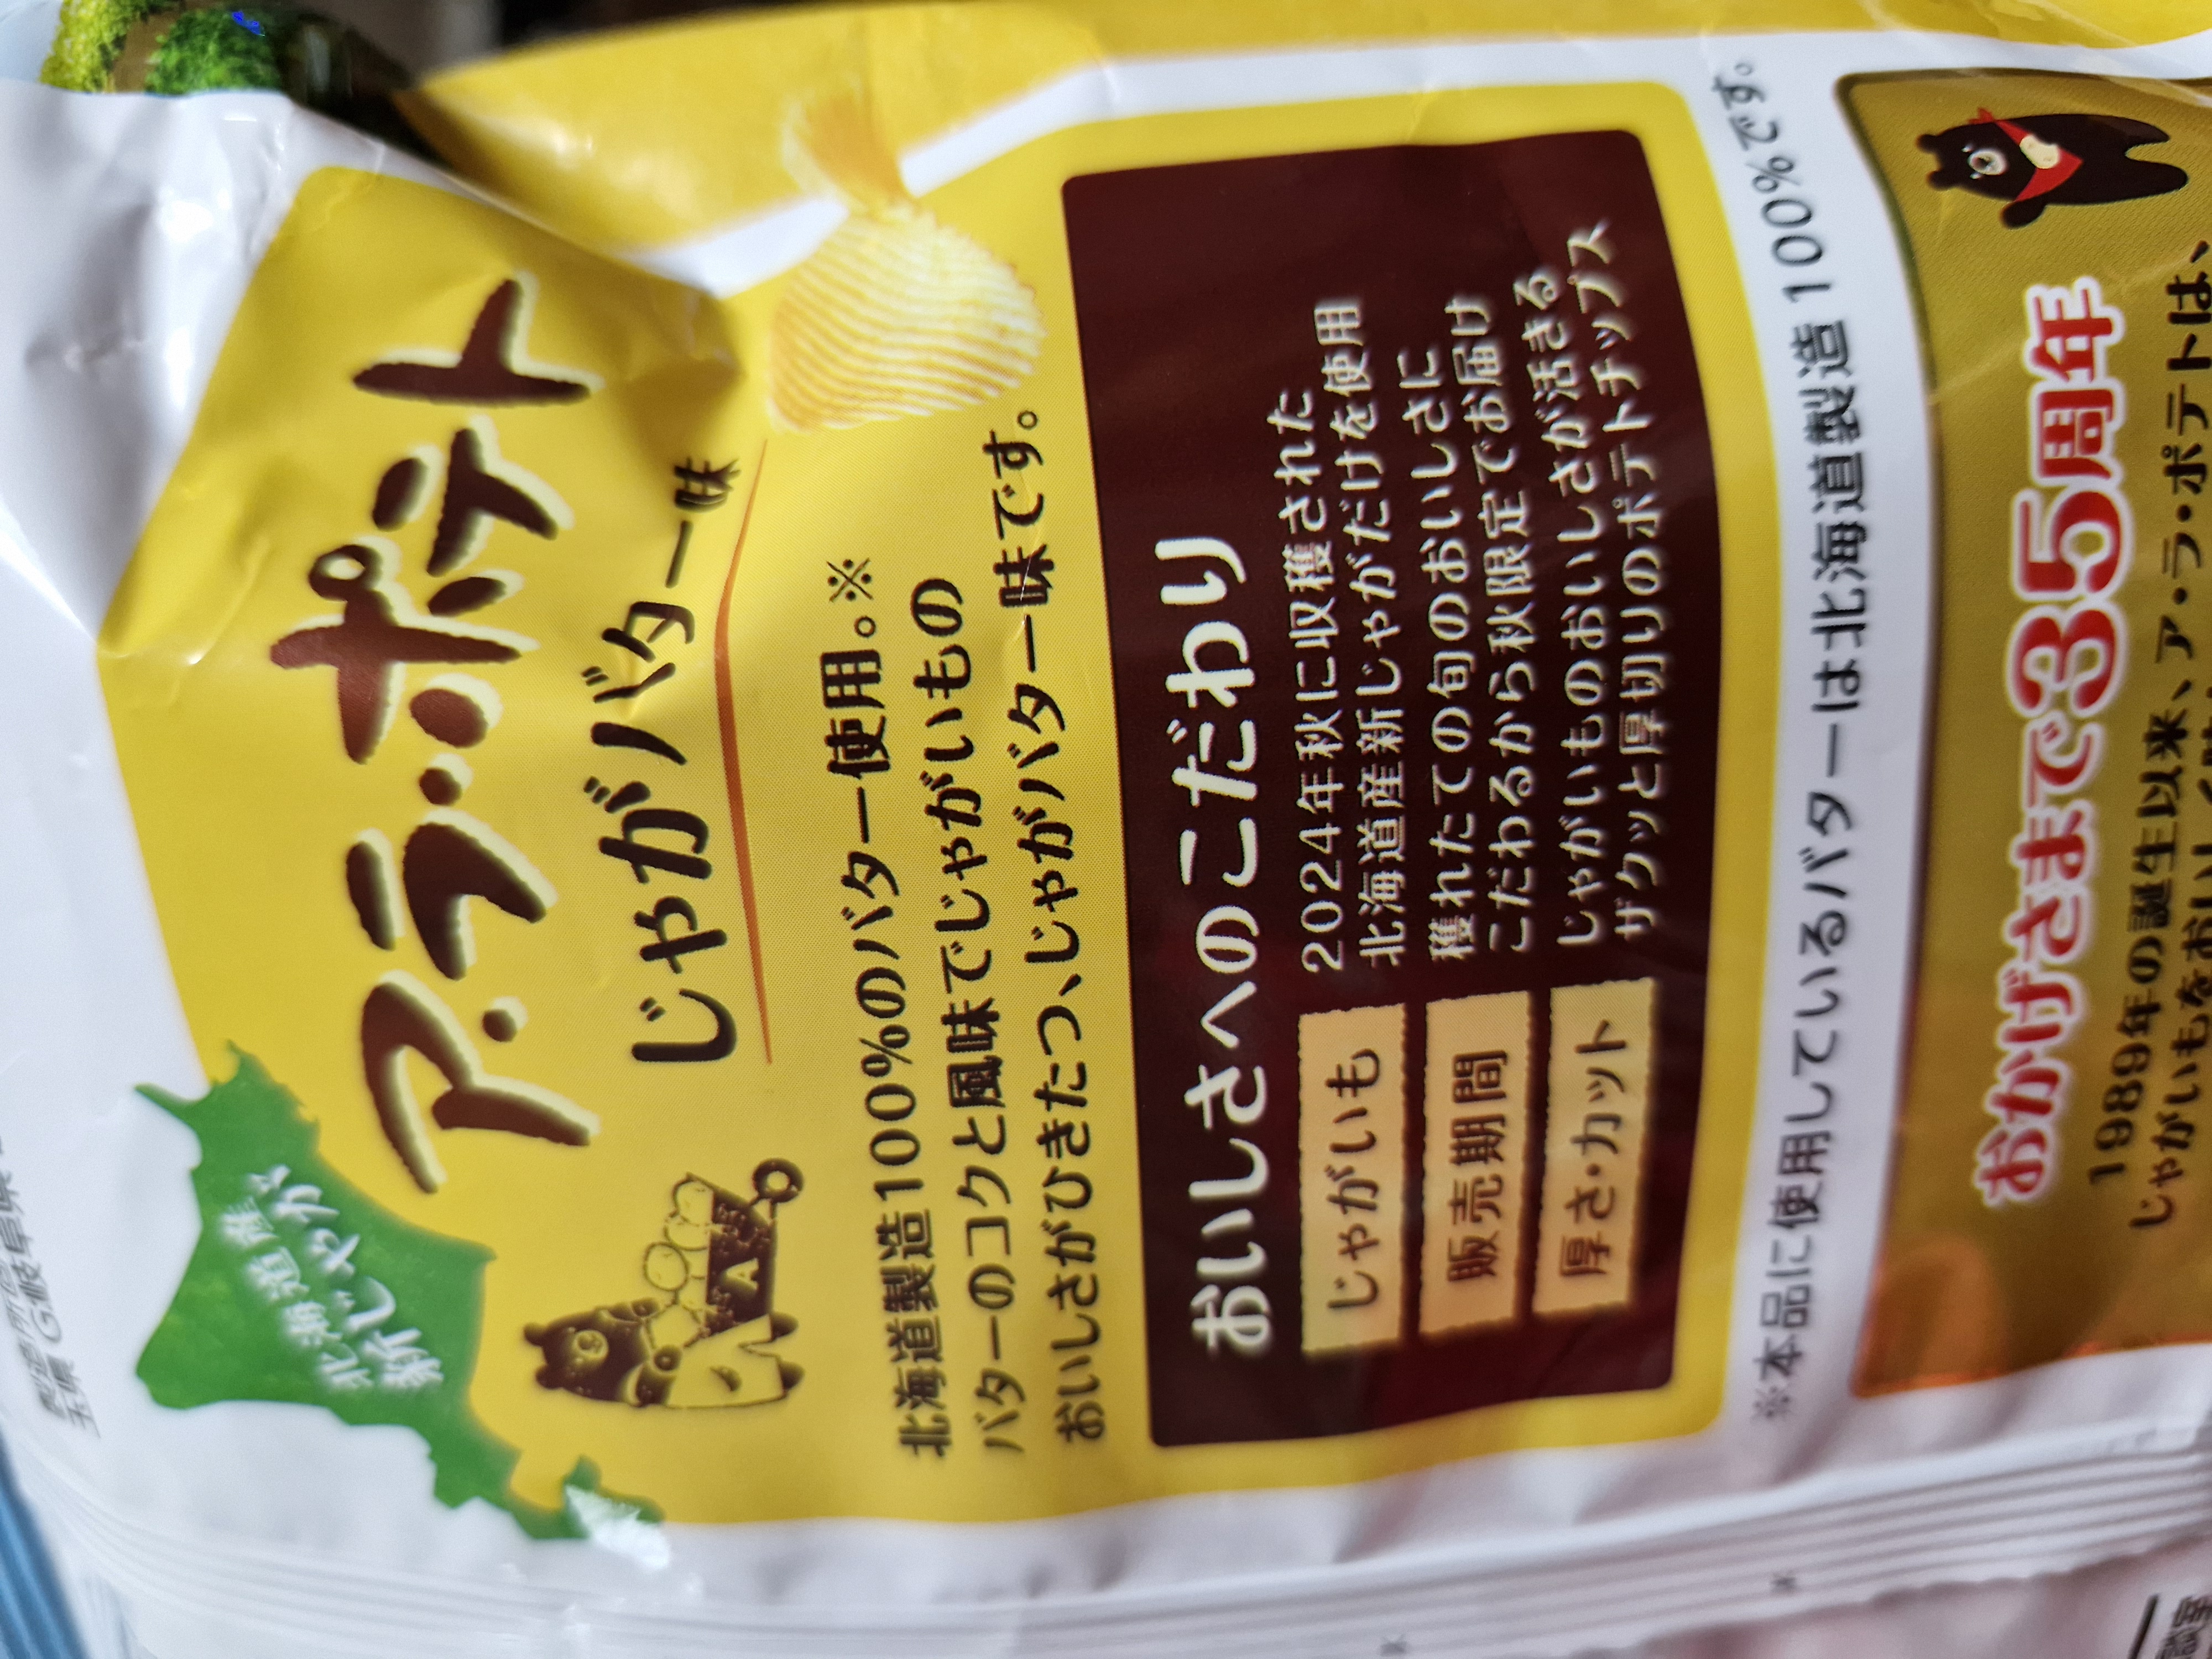 北海道産
新じゃが
ア・ラ・ポテト
じゃがバター味
北海道製造100%のバター使用。※
バターのコクと風味でじゃがいもの
おいしさがひきたつ、じゃがバター味です。
おいしさへのこだわり
じゃがいも
2024年秋に収穫された
北海道産新じゃがだけを使用
販売期間
穫れたての旬のおいしさに
こだわるから秋限定でお届け
厚さ・カット
じゃがいものおいしさが活きる
ザクッと厚切りのポテトチップス
※本品に使用しているバターは北海道製造100%です。
おかげさまで35周年
1989年の誕生以来、ア・ラ・ポテトは、
じゃがいもをおいしく